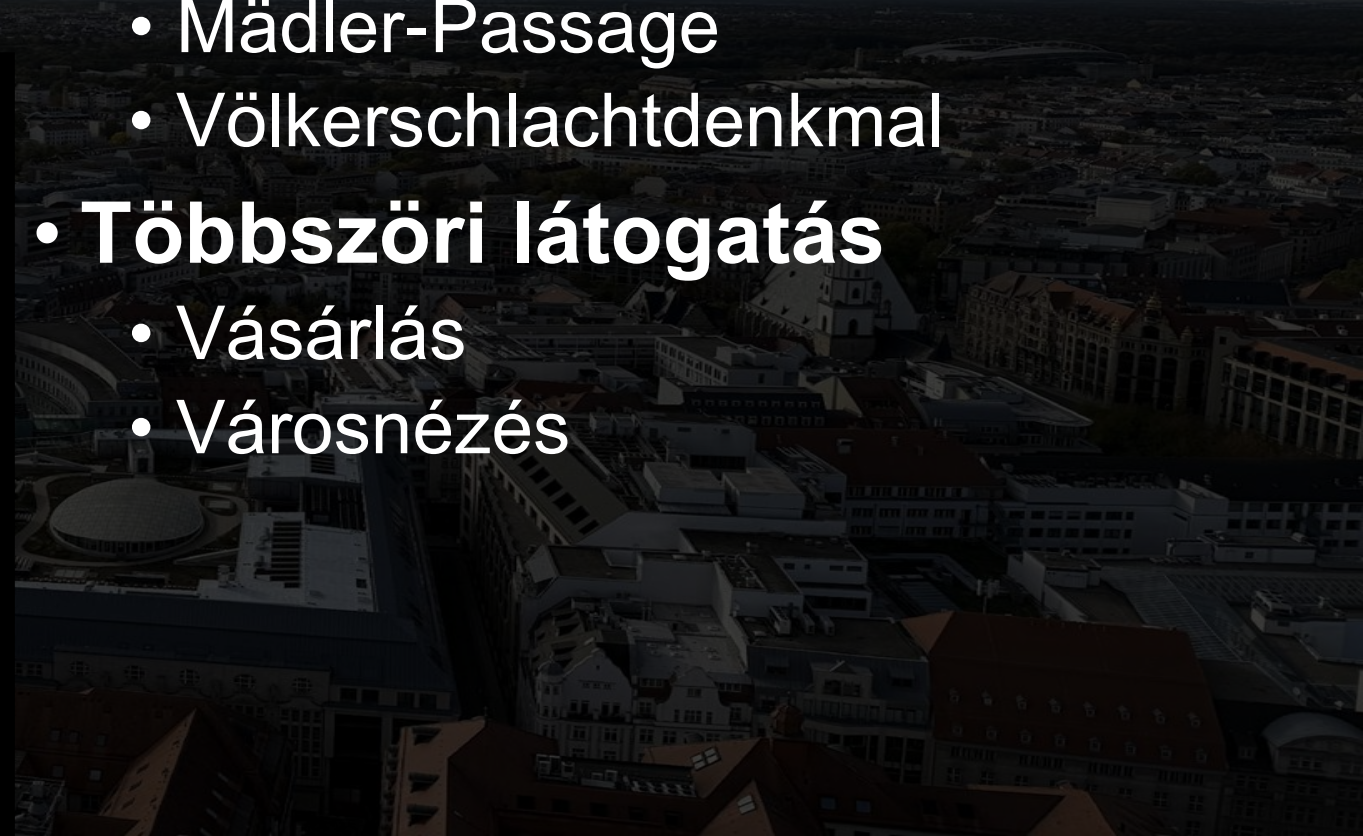 • Mädler-Passage
• Völkerschlachtdenkmal
• Többszöri látogatás
• Vásárlás
• Városnézés